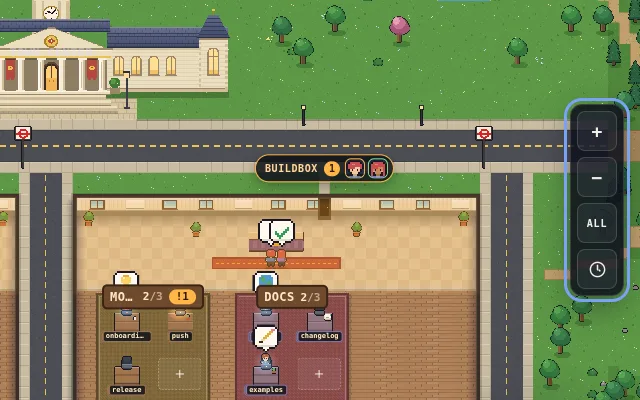 BUILDBOX 1
+
−
ALL
MO… 2/3 !1
DOCS 2/3
onboardi…
push
changelog
release
+
examples
+